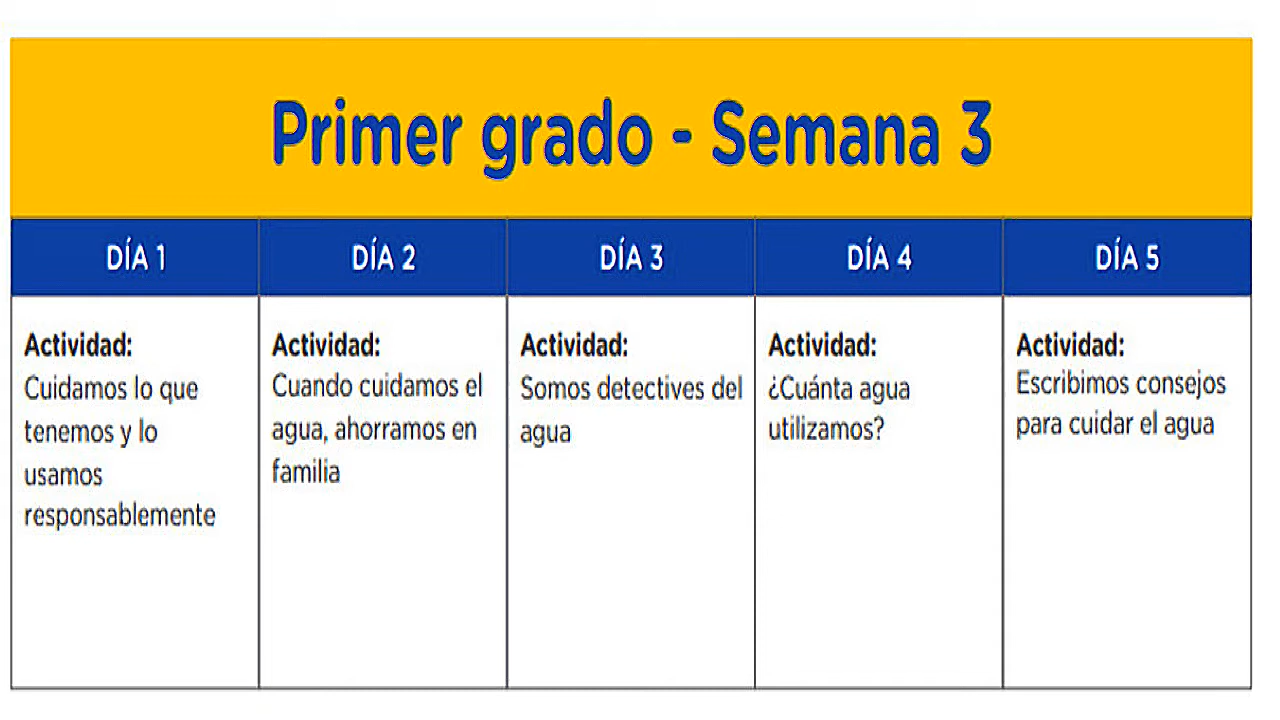 Primer grado - Semana 3
DÍA 1
DÍA 2
DÍA 3
DÍA 4
DÍA 5
Actividad:
Cuidamos lo que
tenemos y lo
usamos
responsablemente
Actividad:
Cuando cuidamos el
agua, ahorramos en
familia
Actividad:
Somos detectives del
agua
Actividad:
¿Cuánta agua
utilizamos?
Actividad:
Escribimos consejos
para cuidar el agua